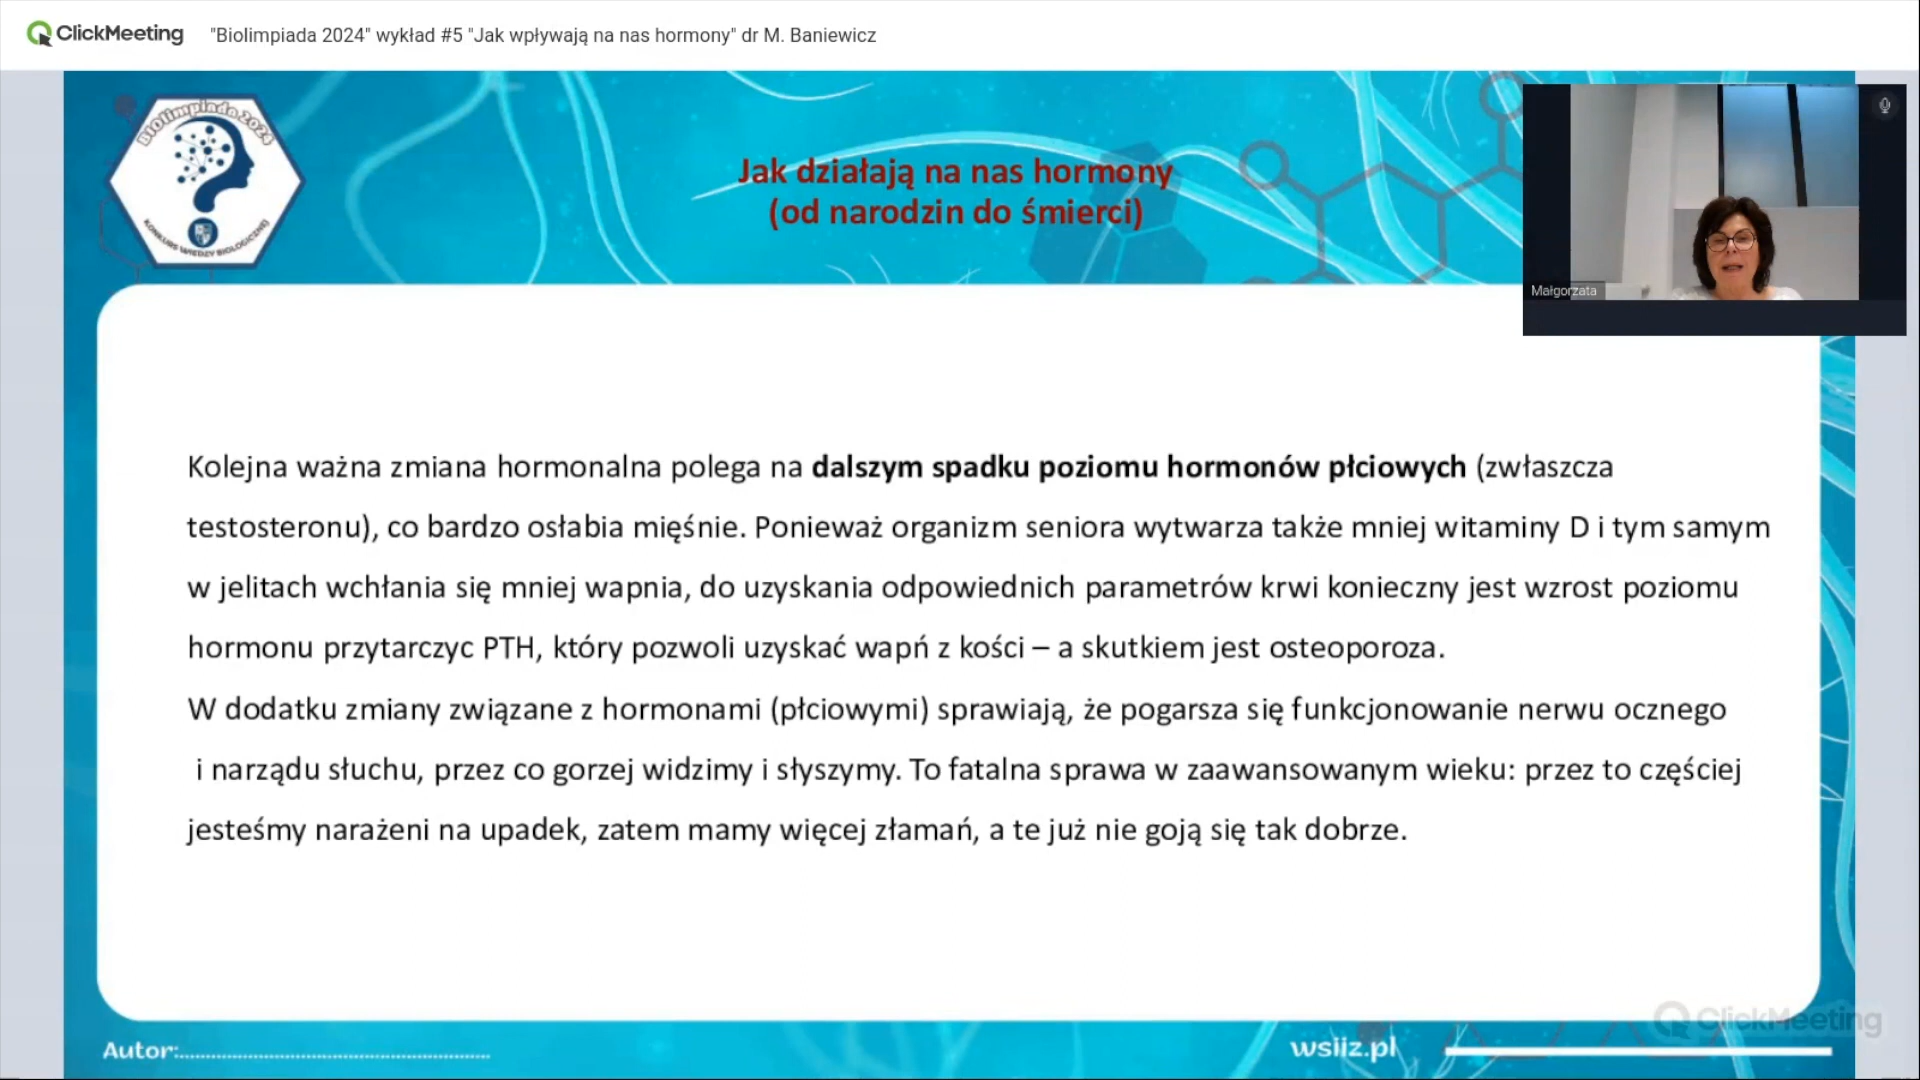 ClickMeeting "Biolimpiada 2024" wykład #5 "Jak wpływają na nas hormony" dr M. Baniewicz
BIOlimpiada 2024
KONKURS WIEDZY BIOLOGICZNEJ
Jak działają na nas hormony
(od narodzin do śmierci)
Małgorzata
Kolejna ważna zmiana hormonalna polega na dalszym spadku poziomu hormonów płciowych (zwłaszcza
testosteronu), co bardzo osłabia mięśnie. Ponieważ organizm seniora wytwarza także mniej witaminy D i tym samym
w jelitach wchłania się mniej wapnia, do uzyskania odpowiednich parametrów krwi konieczny jest wzrost poziomu
hormonu przytarczyc PTH, który pozwoli uzyskać wapń z kości – a skutkiem jest osteoporoza.
W dodatku zmiany związane z hormonami (płciowymi) sprawiają, że pogarsza się funkcjonowanie nerwu ocznego
i narządu słuchu, przez co gorzej widzimy i słyszymy. To fatalna sprawa w zaawansowanym wieku: przez to częściej
jesteśmy narażeni na upadek, zatem mamy więcej złamań, a te już nie goją się tak dobrze.
ClickMeeting
Autor:....................................................
wsiiz.pl